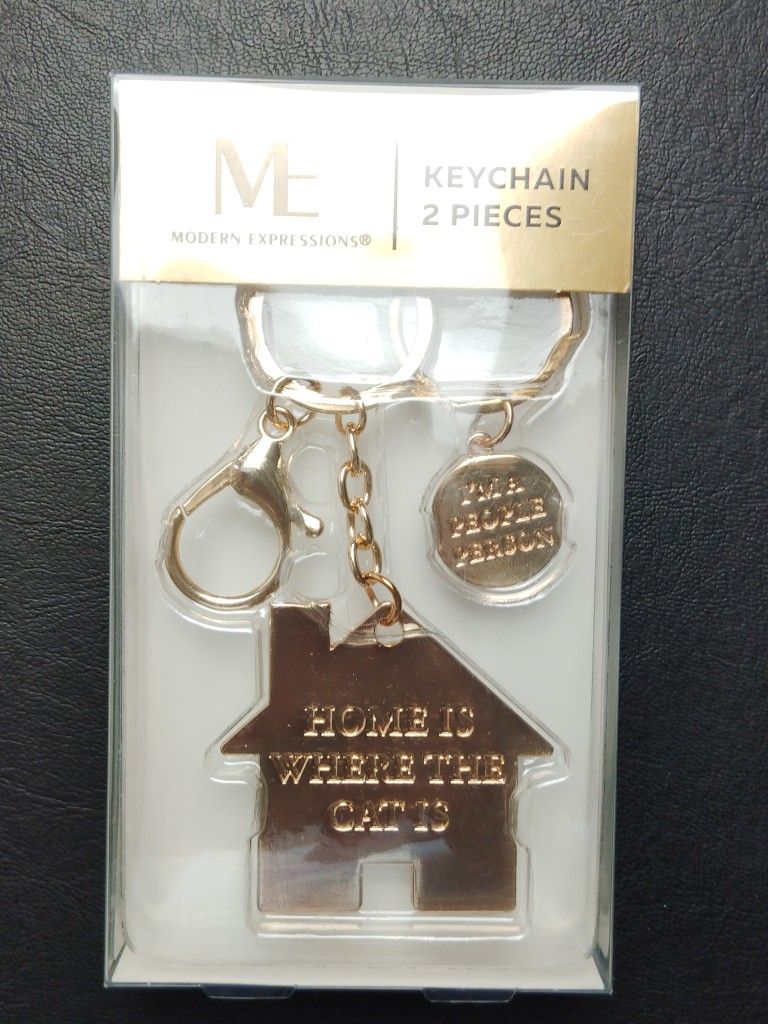 ME
MODERN EXPRESSIONS®
KEYCHAIN
2 PIECES
I'M A
PEOPLE
PERSON
HOME IS
WHERE THE
CAT IS